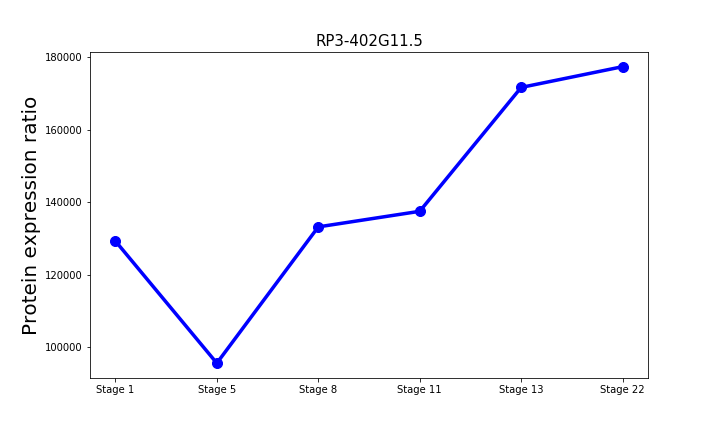 RP3-402G11.5
Protein expression ratio
180000
160000
140000
120000
100000
Stage 1 Stage 5 Stage 8 Stage 11 Stage 13 Stage 22